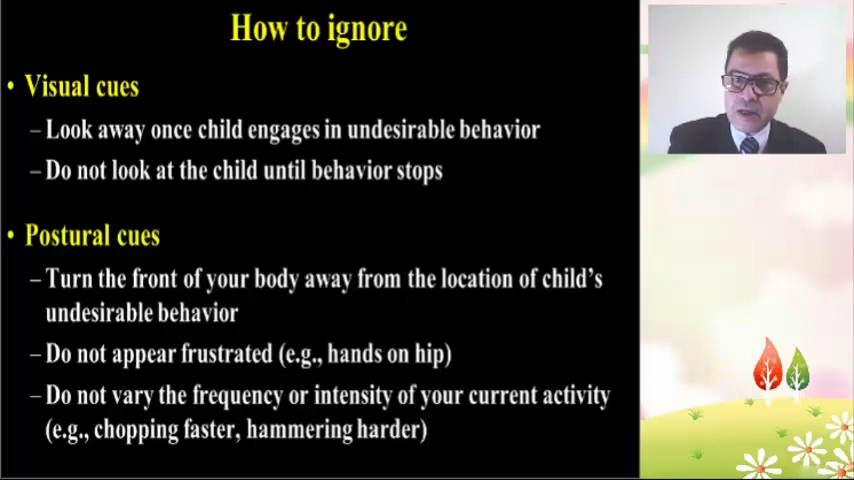 How to ignore
• Visual cues
– Look away once child engages in undesirable behavior
– Do not look at the child until behavior stops
• Postural cues
– Turn the front of your body away from the location of child's
undesirable behavior
– Do not appear frustrated (e.g., hands on hip)
– Do not vary the frequency or intensity of your current activity
(e.g., chopping faster, hammering harder)